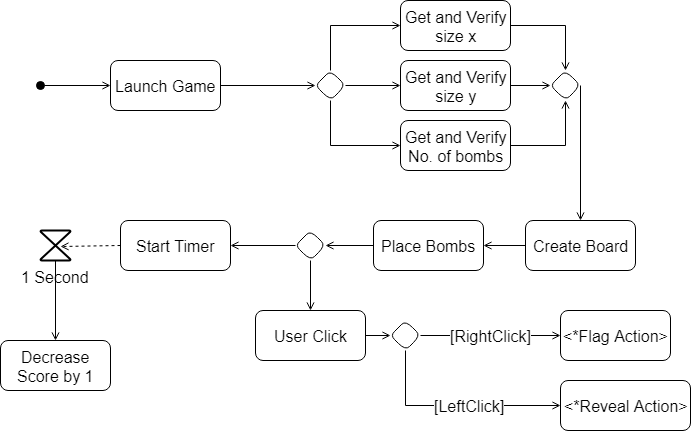 Get and Verify
size x
Launch Game
Get and Verify
size y
Get and Verify
No. of bombs
1 Second
Start Timer
Place Bombs
Create Board
Decrease
Score by 1
User Click
[RightClick]
<*Flag Action>
[LeftClick]
<*Reveal Action>